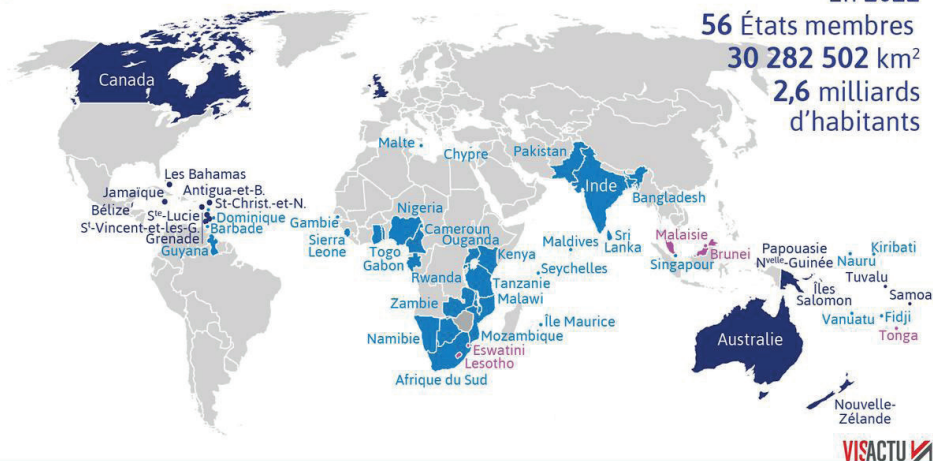 56 États membres
30 282 502 km²
2,6 milliards
d'habitants
Canada
Malte
Chypre
Pakistan
Inde
Bangladesh
Les Bahamas
Jamaïque
Antigua-et-B.
Bélize
St-Christ.-et-N.
Sᵗᵉ-Lucie
Dominique
Sᵗ-Vincent-et-les-G.
Barbade
Grenade
Guyana
Gambie
Sierra
Leone
Nigeria
Cameroun
Togo
Gabon
Ouganda
Kenya
Rwanda
Tanzanie
Zambie
Malawi
Namibie
Mozambique
Eswatini
Lesotho
Afrique du Sud
Maldives
Sri
Lanka
Seychelles
Île Maurice
Malaisie
Brunei
Singapour
Papouasie
Nᵛᵉˡˡᵉ-Guinée
Nauru
Kiribati
Tuvalu
Îles
Salomon
Samoa
Vanuatu
Fidji
Tonga
Australie
Nouvelle-
Zélande
VISACTU